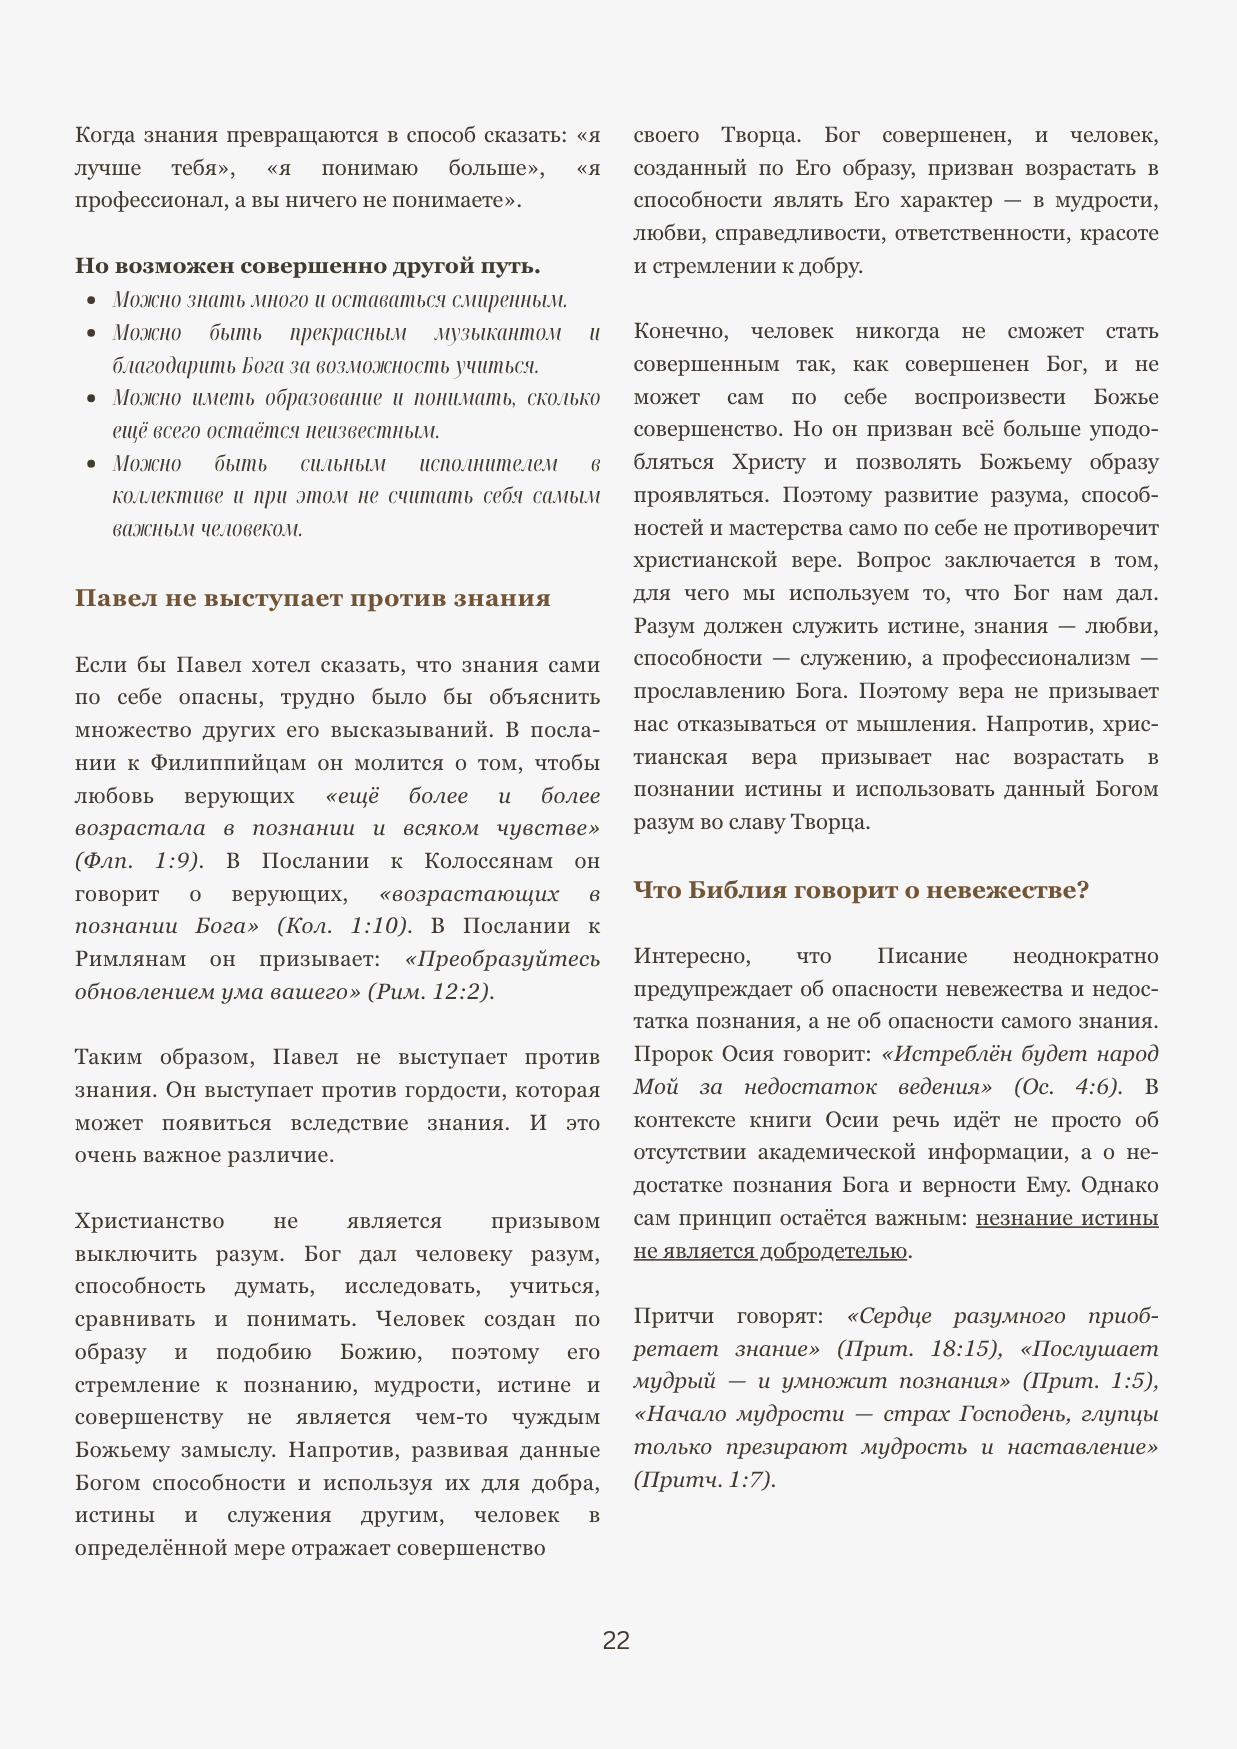 Когда знания превращаются в способ сказать: «я
лучше тебя», «я понимаю больше», «я
профессионал, а вы ничего не понимаете».
Но возможен совершенно другой путь.
• Можно знать много и оставаться смиренным.
• Можно быть прекрасным музыкантом и
благодарить Бога за возможность учиться.
• Можно иметь образование и понимать, сколько
ещё всего остаётся неизвестным.
• Можно быть сильным исполнителем в
коллективе и при этом не считать себя самым
важным человеком.
Павел не выступает против знания
Если бы Павел хотел сказать, что знания сами
по себе опасны, трудно было бы объяснить
множество других его высказываний. В посла-
нии к Филиппийцам он молится о том, чтобы
любовь верующих «ещё более и более
возрастала в познании и всяком чувстве»
(Флп. 1:9). В Послании к Колоссянам он
говорит о верующих, «возрастающих в
познании Бога» (Кол. 1:10). В Послании к
Римлянам он призывает: «Преобразуйтесь
обновлением ума вашего» (Рим. 12:2).
Таким образом, Павел не выступает против
знания. Он выступает против гордости, которая
может появиться вследствие знания. И это
очень важное различие.
Христианство не является призывом
выключить разум. Бог дал человеку разум,
способность думать, исследовать, учиться,
сравнивать и понимать. Человек создан по
образу и подобию Божию, поэтому его
стремление к познанию, мудрости, истине и
совершенству не является чем-то чуждым
Божьему замыслу. Напротив, развивая данные
Богом способности и используя их для добра,
истины и служения другим, человек в
определённой мере отражает совершенство
своего Творца. Бог совершенен, и человек,
созданный по Его образу, призван возрастать в
способности являть Его характер — в мудрости,
любви, справедливости, ответственности, красоте
и стремлении к добру.
Конечно, человек никогда не сможет стать
совершенным так, как совершенен Бог, и не
может сам по себе воспроизвести Божье
совершенство. Но он призван всё больше уподо-
бляться Христу и позволять Божьему образу
проявляться. Поэтому развитие разума, способ-
ностей и мастерства само по себе не противоречит
христианской вере. Вопрос заключается в том,
для чего мы используем то, что Бог нам дал.
Разум должен служить истине, знания — любви,
способности — служению, а профессионализм —
прославлению Бога. Поэтому вера не призывает
нас отказываться от мышления. Напротив, хрис-
тианская вера призывает нас возрастать в
познании истины и использовать данный Богом
разум во славу Творца.
Что Библия говорит о невежестве?
Интересно, что Писание неоднократно
предупреждает об опасности невежества и недос-
татка познания, а не об опасности самого знания.
Пророк Осия говорит: «Истреблён будет народ
Мой за недостаток ведения» (Ос. 4:6). В
контексте книги Осии речь идёт не просто об
отсутствии академической информации, а о не-
достатке познания Бога и верности Ему. Однако
сам принцип остаётся важным: незнание истины
не является добродетелью.
Притчи говорят: «Сердце разумного приоб-
ретает знание» (Прит. 18:15), «Послушает
мудрый — и умножит познания» (Прит. 1:5),
«Начало мудрости — страх Господень, глупцы
только презирают мудрость и наставление»
(Притч. 1:7).
22